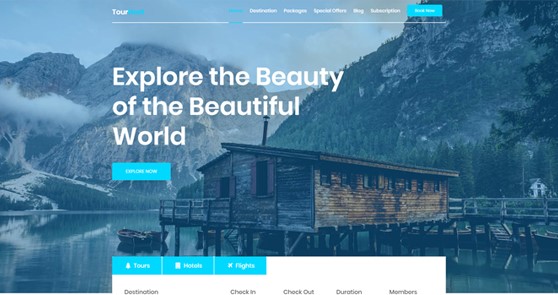 Tour
Home Destination Packages Special Offers Blog Subscription Book Now
Explore the Beauty
of the Beautiful
World
EXPLORE NOW
Tours Hotels Flights
Destination Check In Check Out Duration Members